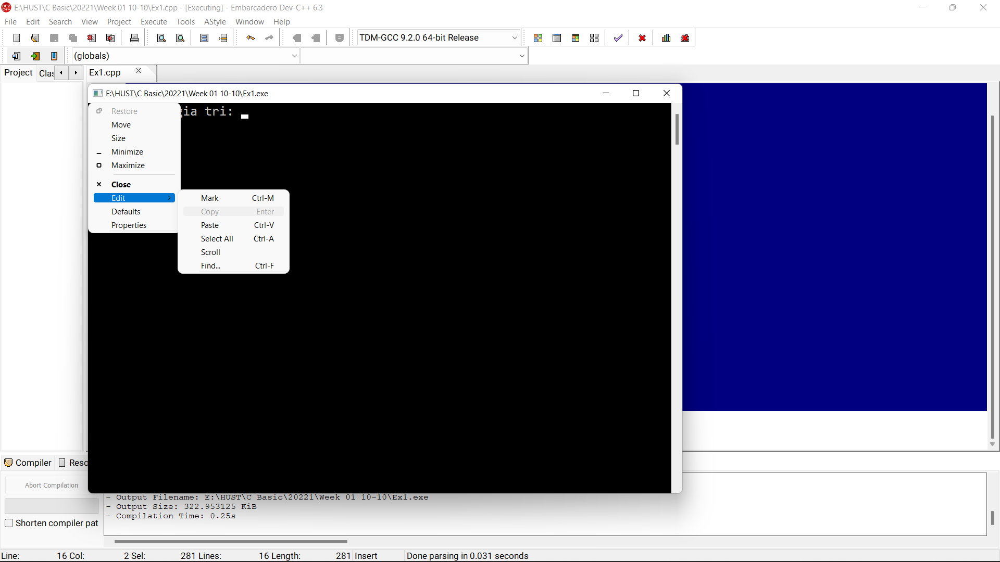 E:\HUST\C Basic\20221\Week 01 10-10\Ex1.cpp - [Executing] - Embarcadero Dev-C++ 6.3
File Edit Search View Project Execute Tools AStyle Window Help
TDM-GCC 9.2.0 64-bit Release
(globals)
Project Clas
Ex1.cpp
E:\HUST\C Basic\20221\Week 01 10-10\Ex1.exe
gia tri:
Restore
Move
Size
Minimize
Maximize
Close
Edit
Defaults
Properties
Mark Ctrl-M
Copy Enter
Paste Ctrl-V
Select All Ctrl-A
Scroll
Find... Ctrl-F
Compiler Reso
Abort Compilation
Shorten compiler pat
- Output Filename: E:\HUST\C Basic\20221\Week 01 10-10\Ex1.exe
- Output Size: 322.953125 KiB
- Compilation Time: 0.25s
Line: 16 Col: 2 Sel: 281 Lines: 16 Length: 281 Insert Done parsing in 0.031 seconds